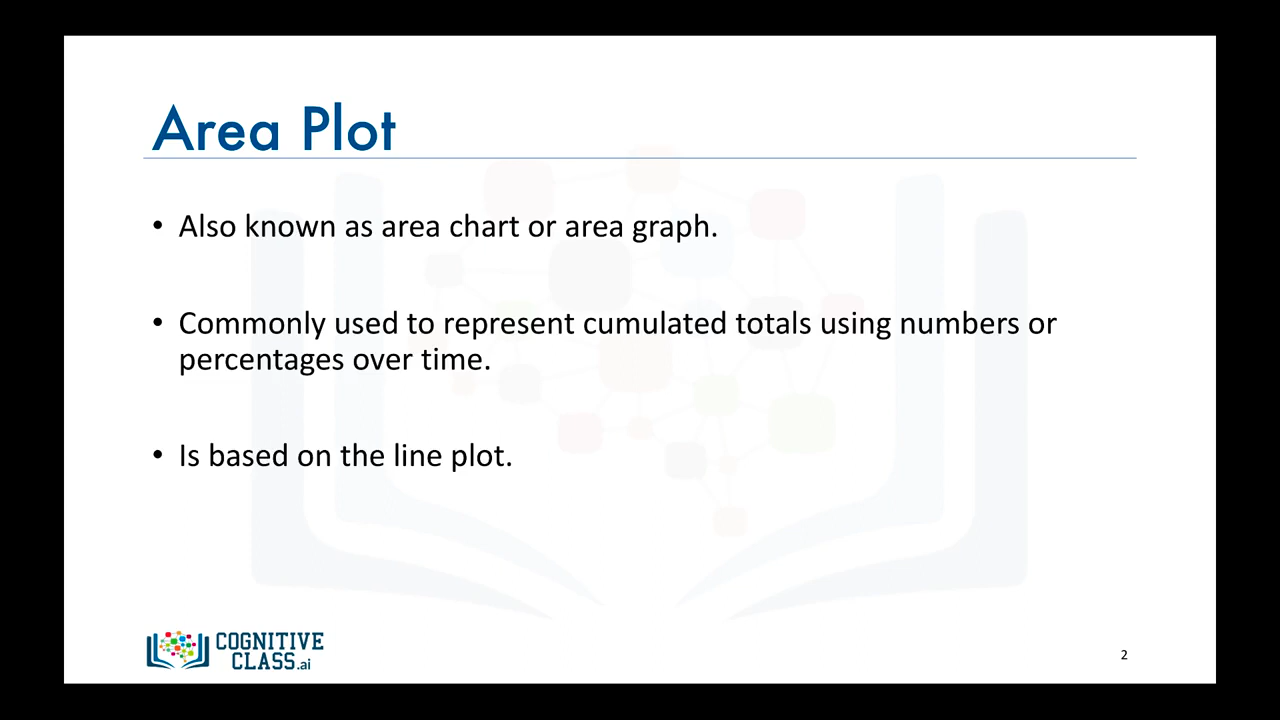 Area Plot
• Also known as area chart or area graph.
• Commonly used to represent cumulated totals using numbers or
percentages over time.
• Is based on the line plot.
COGNITIVE
CLASS.ai
2